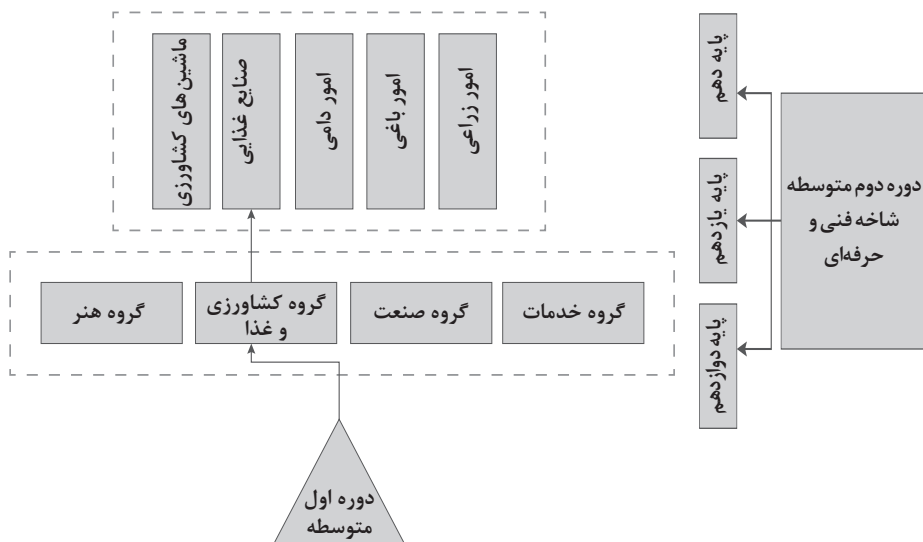 پایه دهم
پایه یازدهم
پایه دوازدهم
دوره دوم متوسطه
شاخه فنی و
حرفه‌ای
امور زراعی
امور باغی
امور دامی
صنایع غذایی
ماشین‌های کشاورزی
گروه خدمات
گروه صنعت
گروه کشاورزی
و غذا
گروه هنر
دوره اول
متوسطه